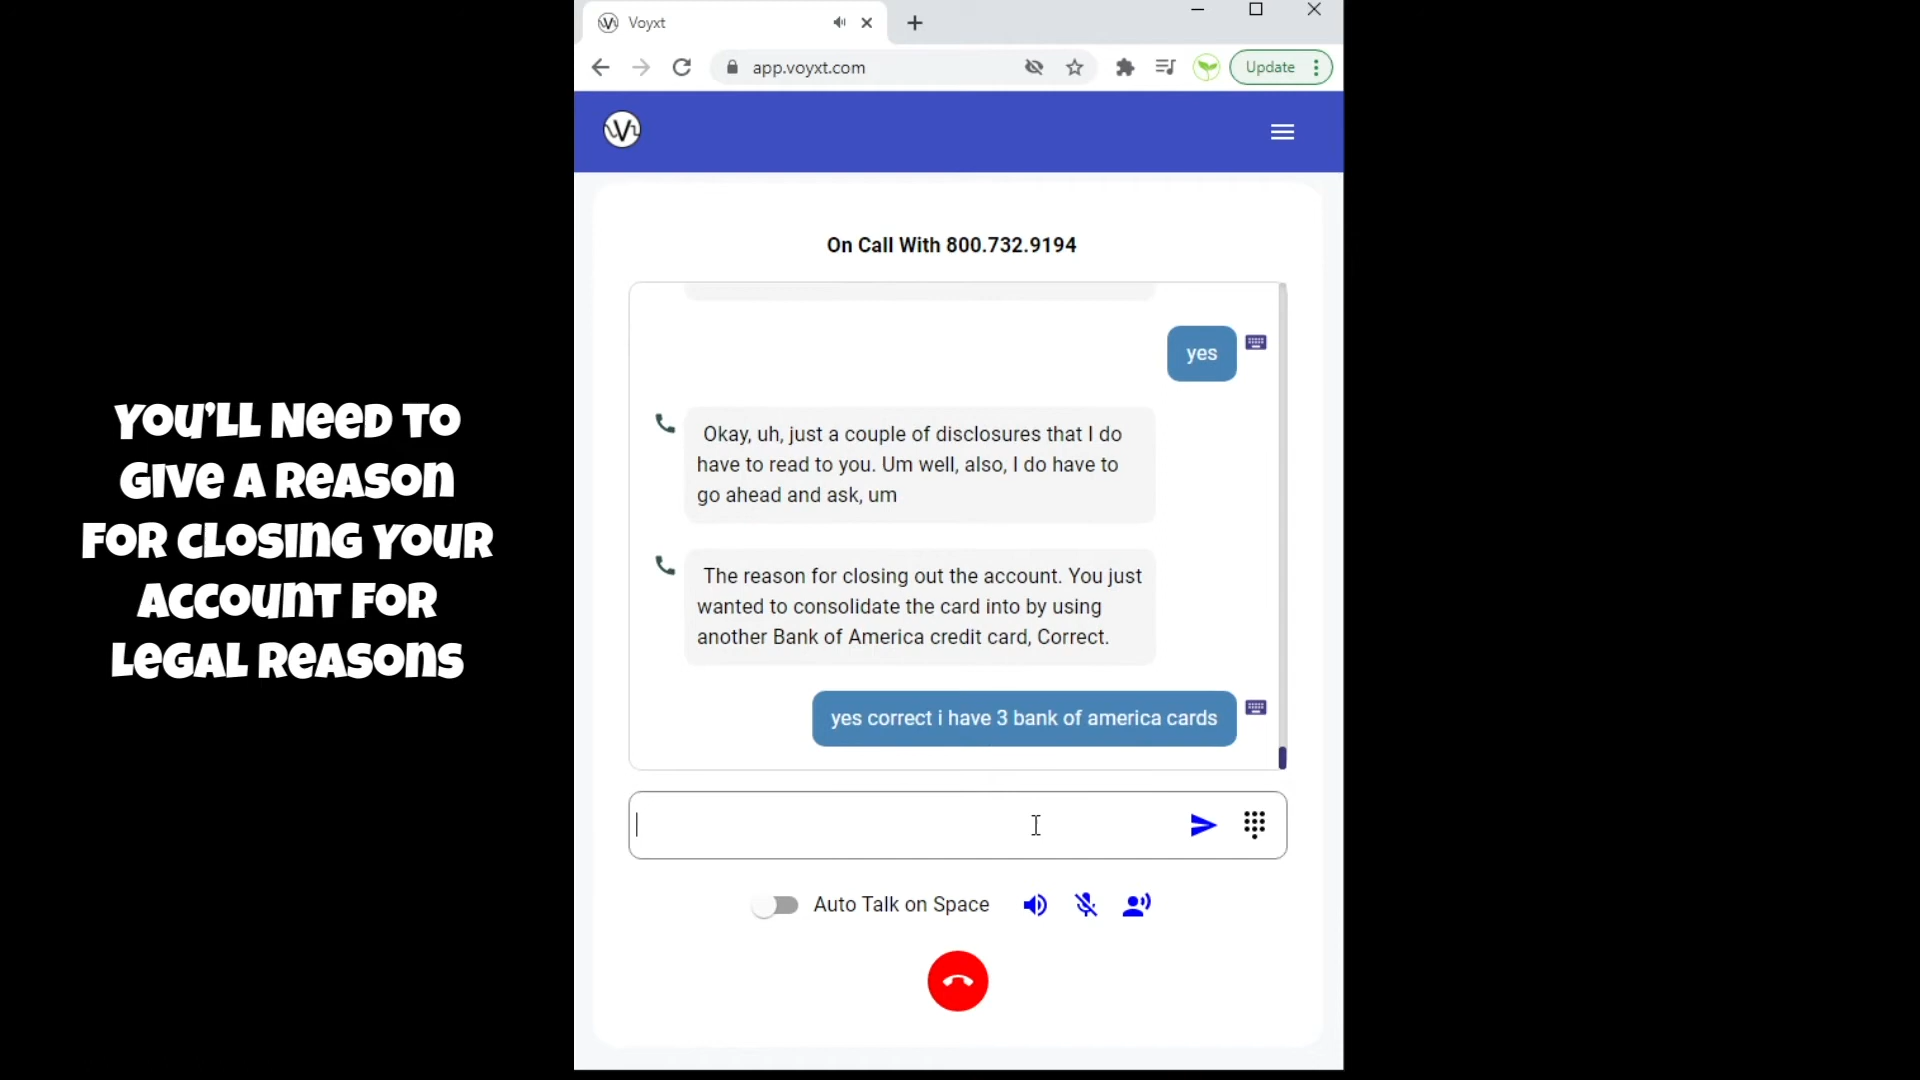 Voyxt
app.voyxt.com
Update
V
On Call With 800.732.9194
yes
Okay, uh, just a couple of disclosures that I do
have to read to you. Um well, also, I do have to
go ahead and ask, um
The reason for closing out the account. You just
wanted to consolidate the card into by using
another Bank of America credit card, Correct.
yes correct i have 3 bank of america cards
Auto Talk on Space
You'll need to
give a reason
for closing your
account for
legal reasons